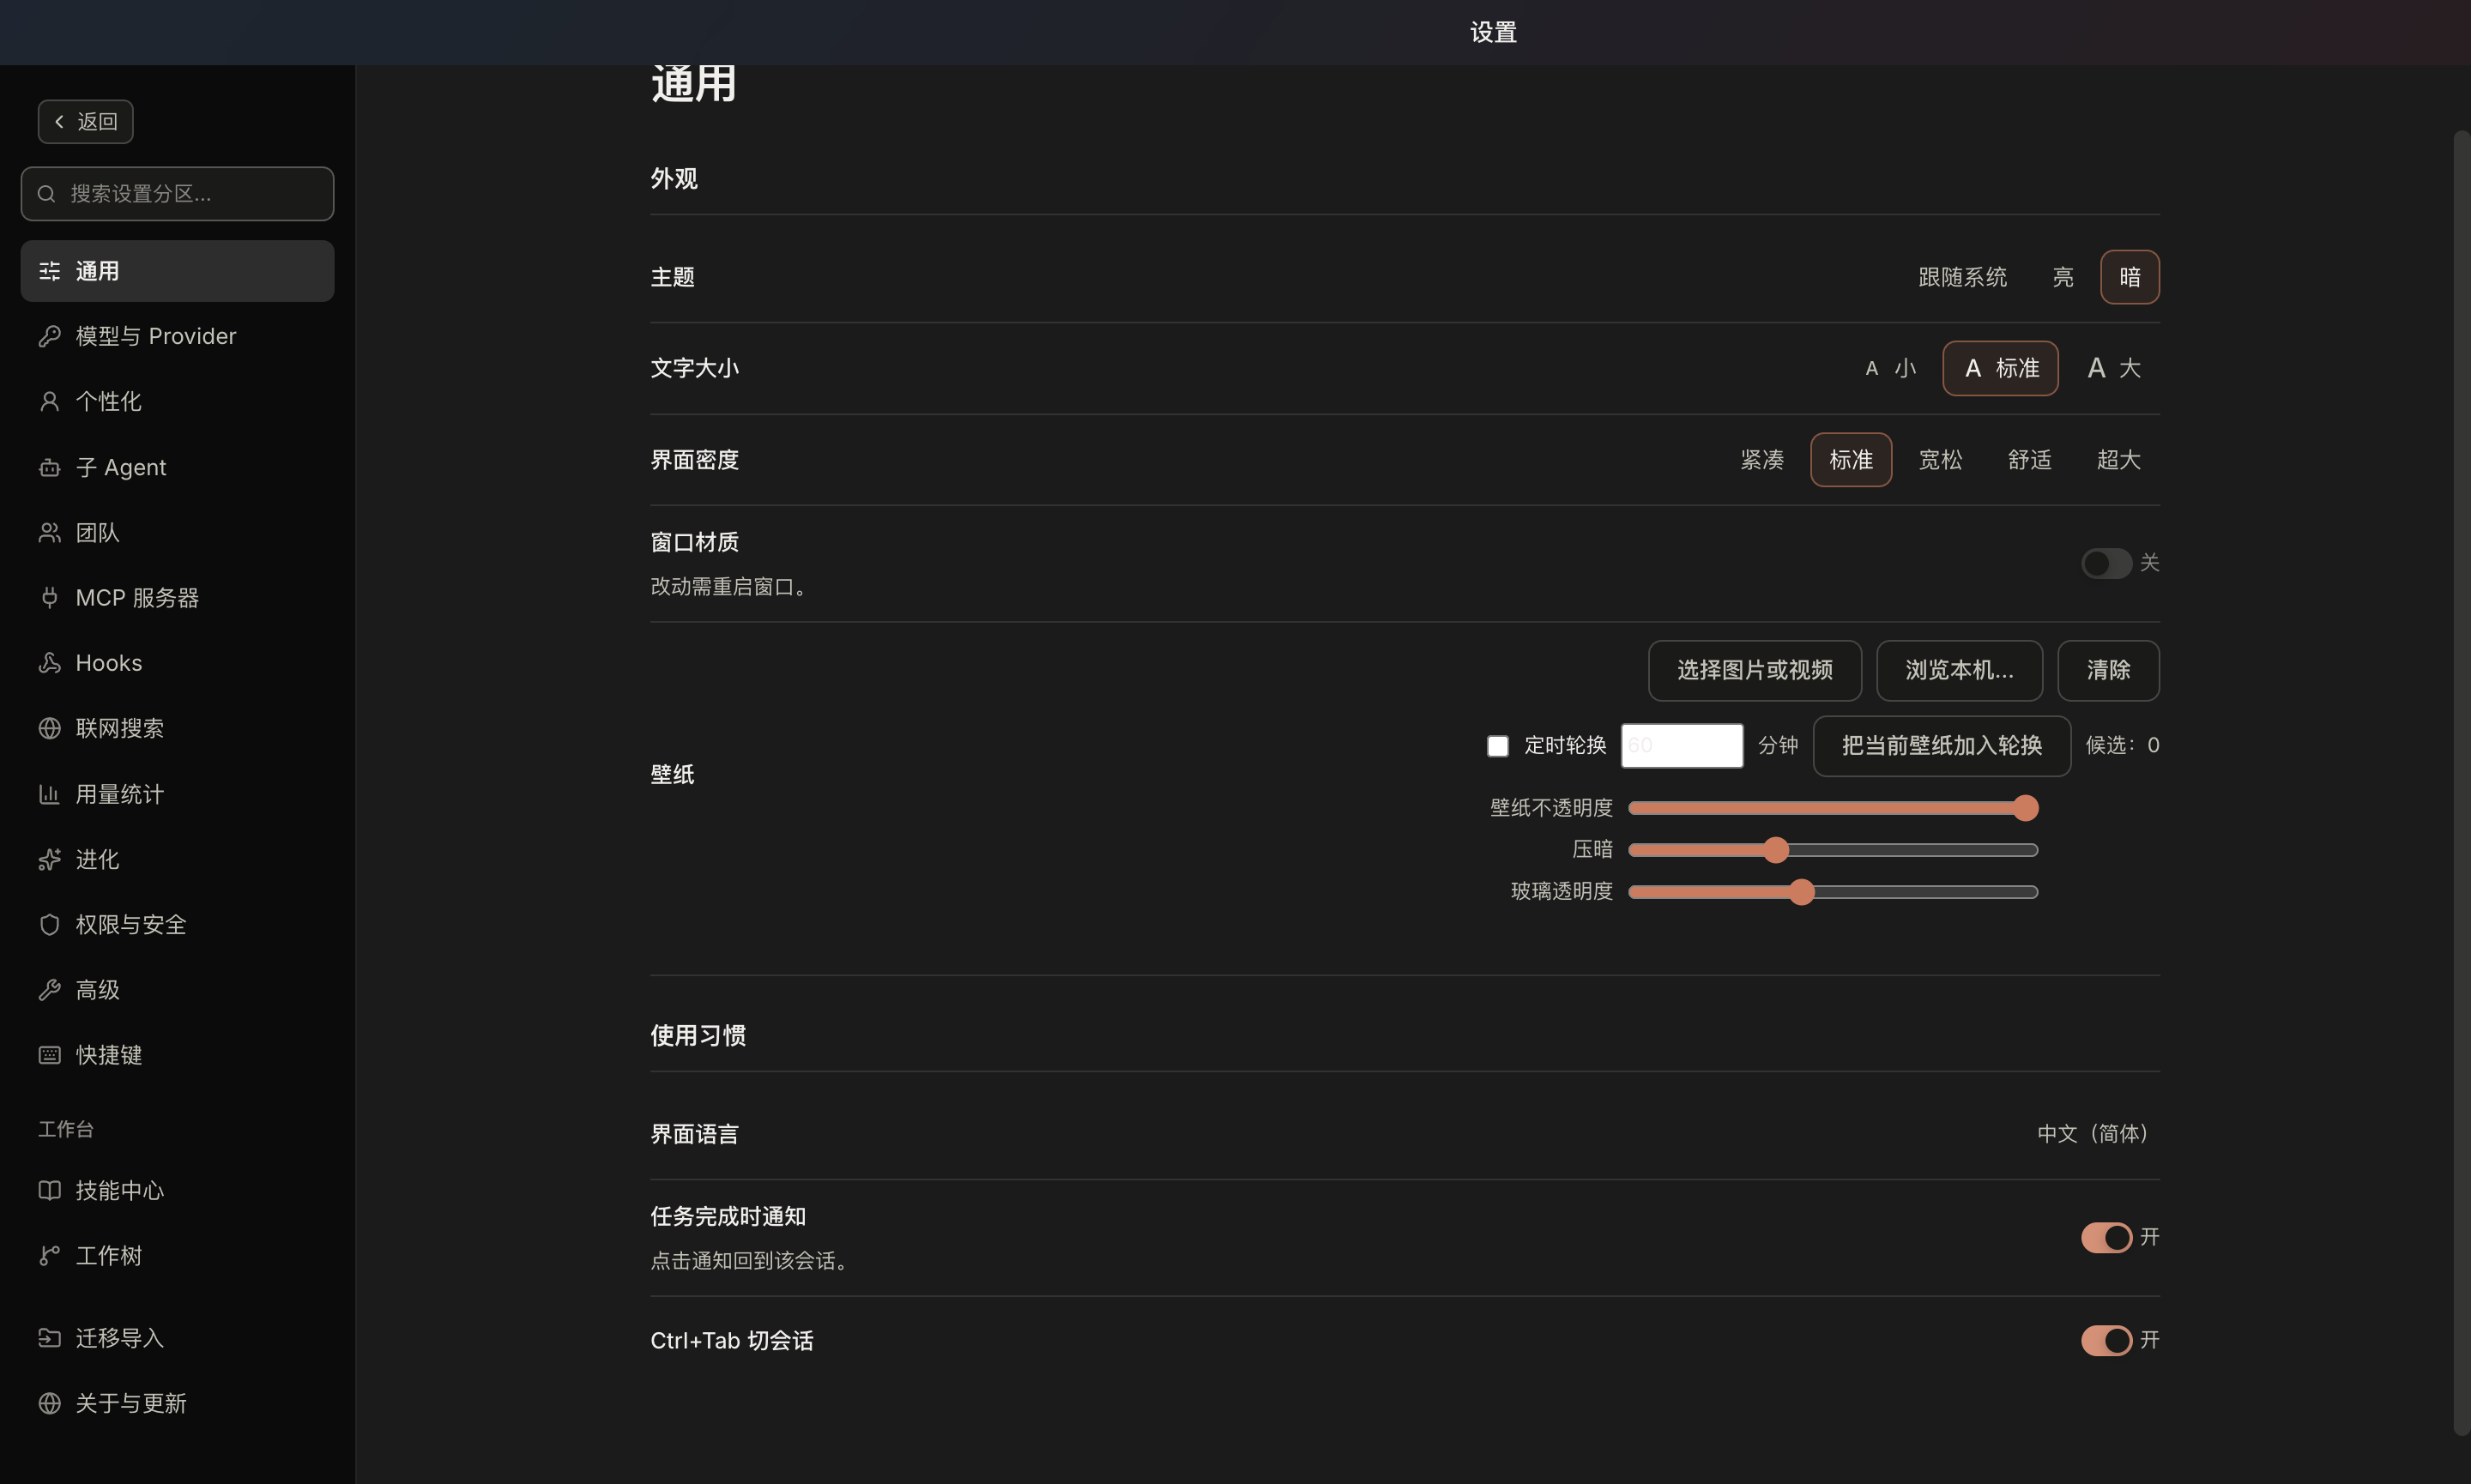 设置
返回
搜索设置分区...
通用
模型与 Provider
个性化
子 Agent
团队
MCP 服务器
Hooks
联网搜索
用量统计
进化
权限与安全
高级
快捷键
工作台
技能中心
工作树
迁移导入
关于与更新
通用
外观
主题 跟随系统 亮 暗
文字大小 A 小 A 标准 A 大
界面密度 紧凑 标准 宽松 舒适 超大
窗口材质
改动需重启窗口。
关
壁纸
选择图片或视频 浏览本机... 清除
定时轮换 60 分钟 把当前壁纸加入轮换 候选：0
壁纸不透明度
压暗
玻璃透明度
使用习惯
界面语言 中文（简体）
任务完成时通知
点击通知回到该会话。
开
Ctrl+Tab 切会话 开